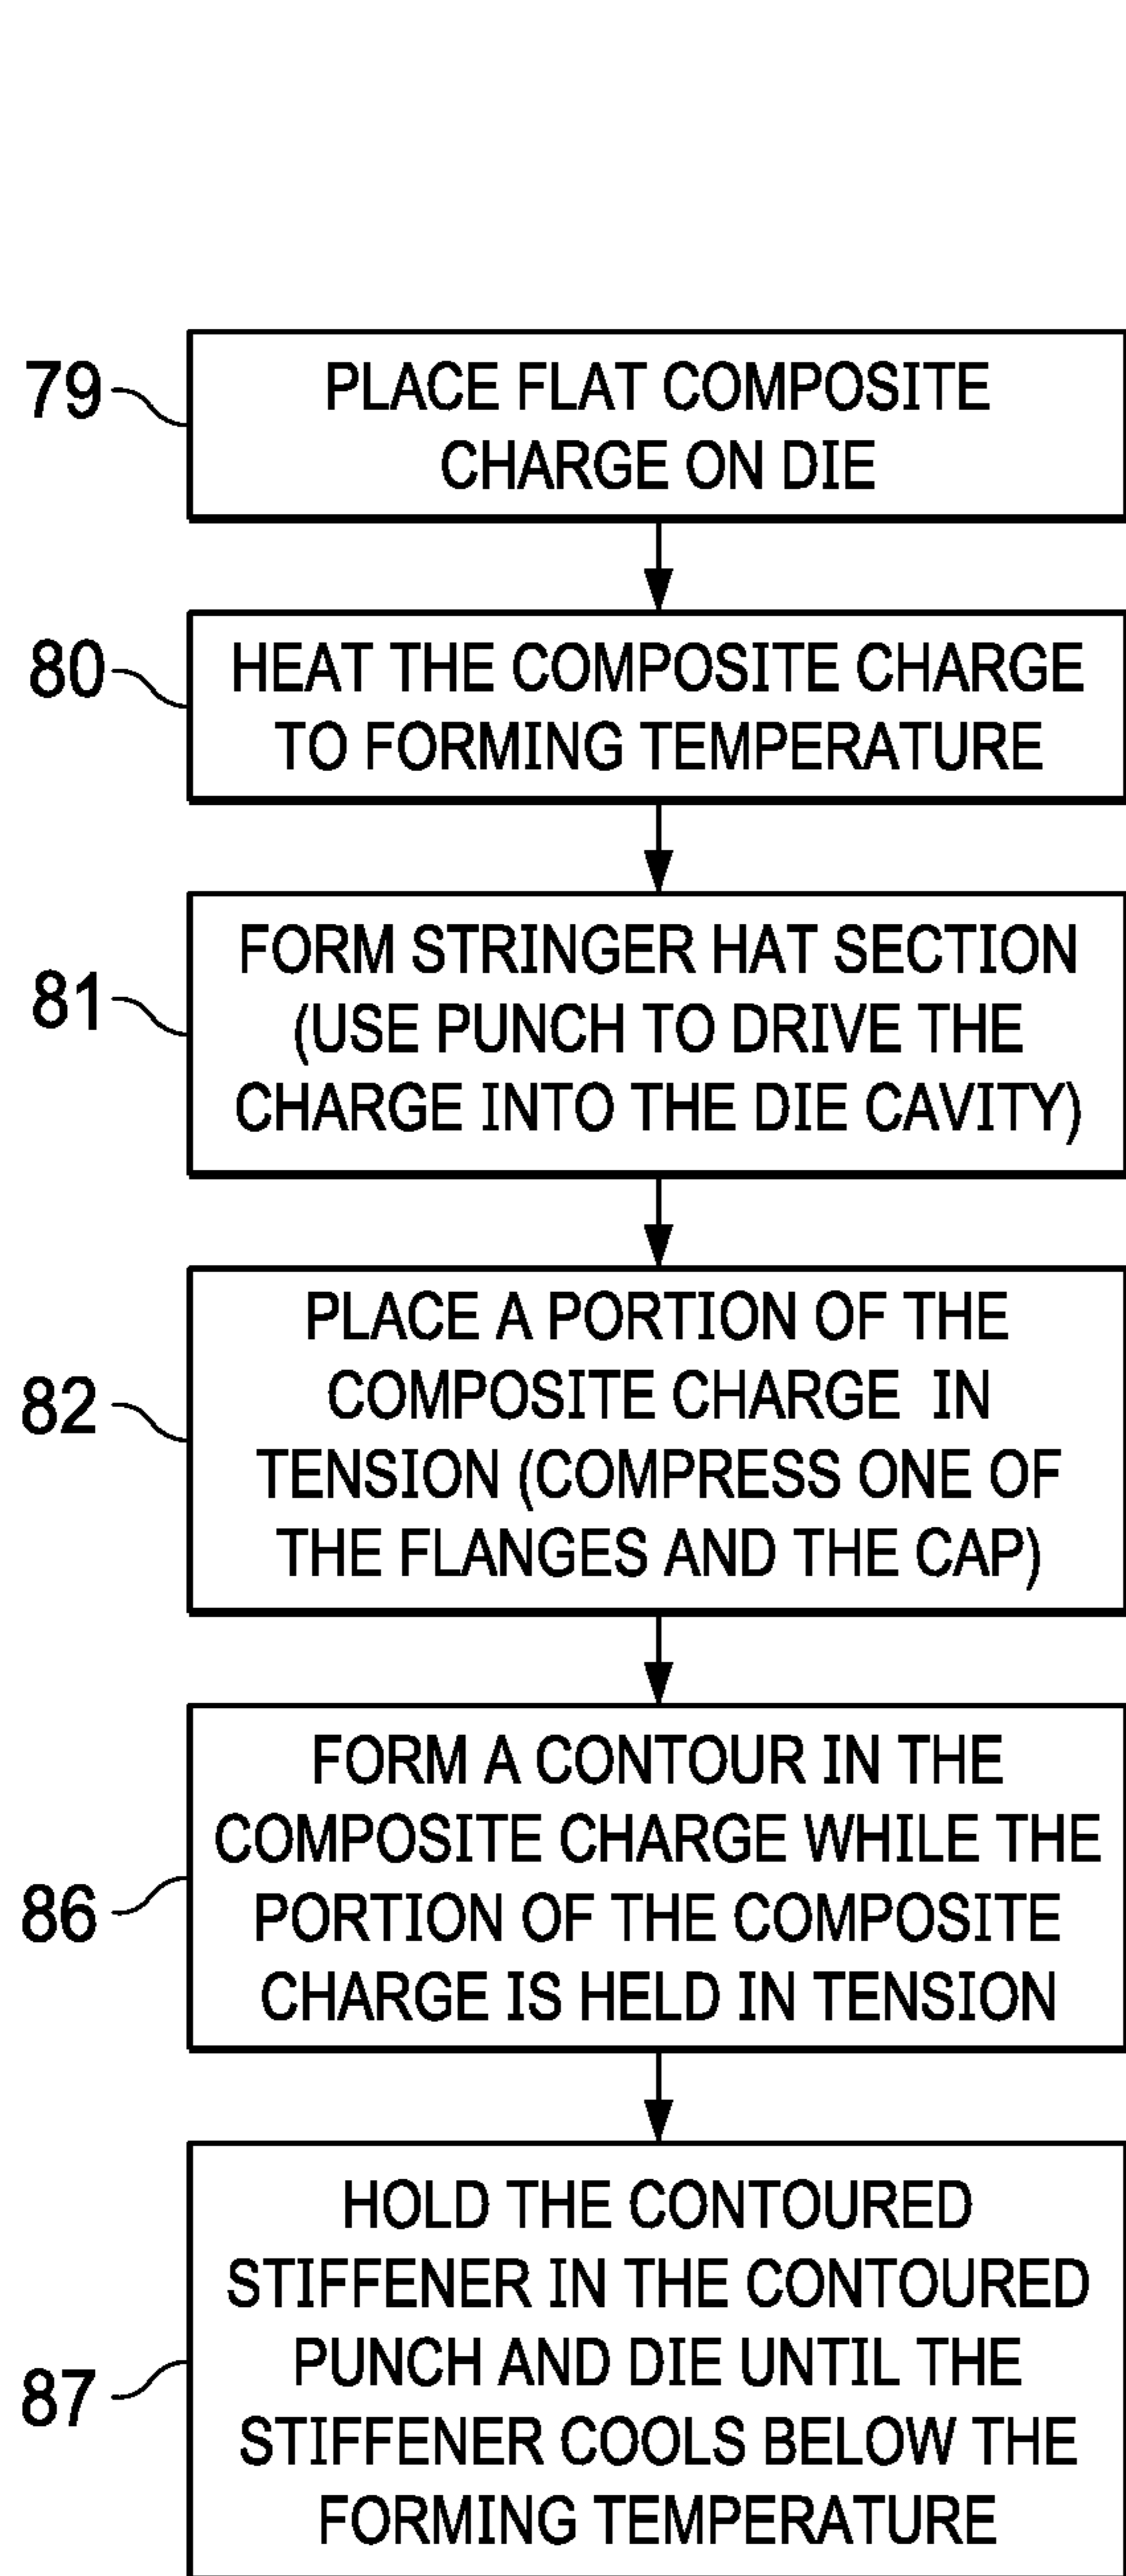 79
PLACE FLAT COMPOSITE
CHARGE ON DIE
80
HEAT THE COMPOSITE CHARGE
TO FORMING TEMPERATURE
81
FORM STRINGER HAT SECTION
(USE PUNCH TO DRIVE THE
CHARGE INTO THE DIE CAVITY)
82
PLACE A PORTION OF THE
COMPOSITE CHARGE IN
TENSION (COMPRESS ONE OF
THE FLANGES AND THE CAP)
86
FORM A CONTOUR IN THE
COMPOSITE CHARGE WHILE THE
PORTION OF THE COMPOSITE
CHARGE IS HELD IN TENSION
87
HOLD THE CONTOURED
STIFFENER IN THE CONTOURED
PUNCH AND DIE UNTIL THE
STIFFENER COOLS BELOW THE
FORMING TEMPERATURE